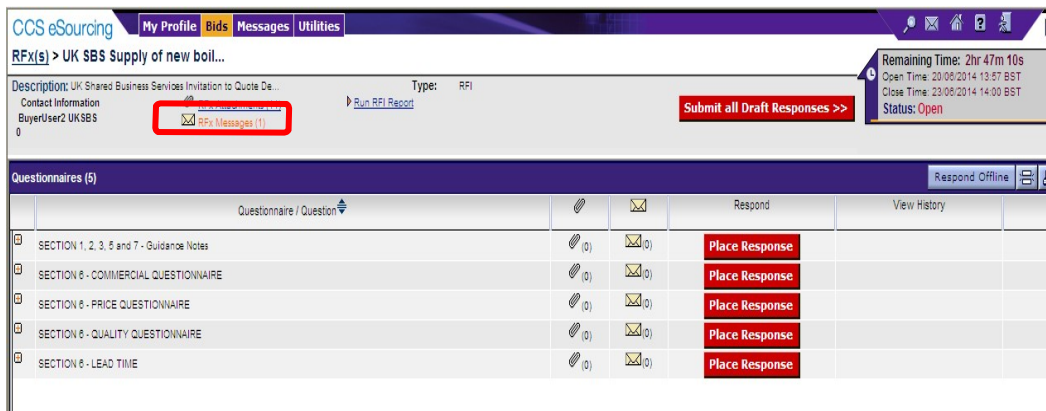 CCS eSourcing My Profile Bids Messages Utilities
RFx(s) > UK SBS Supply of new boil...
Remaining Time: 2hr 47m 10s
Open Time: 20/06/2014 13:57 BST
Close Time: 23/06/2014 14:00 BST
Status: Open
Description: UK Shared Business Services Invitation to Quote De... Type: RFI
Contact Information Run RFI Report
BuyerUser2 UKSBS RFx Messages (1)
0
Submit all Draft Responses >>
Questionnaires (5) Respond Offline
Questionnaire / Question Respond View History
SECTION 1, 2, 3, 5 and 7 - Guidance Notes (0) (0) Place Response
SECTION 6 - COMMERCIAL QUESTIONNAIRE (0) (0) Place Response
SECTION 6 - PRICE QUESTIONNAIRE (0) (0) Place Response
SECTION 6 - QUALITY QUESTIONNAIRE (0) (0) Place Response
SECTION 6 - LEAD TIME (0) (0) Place Response